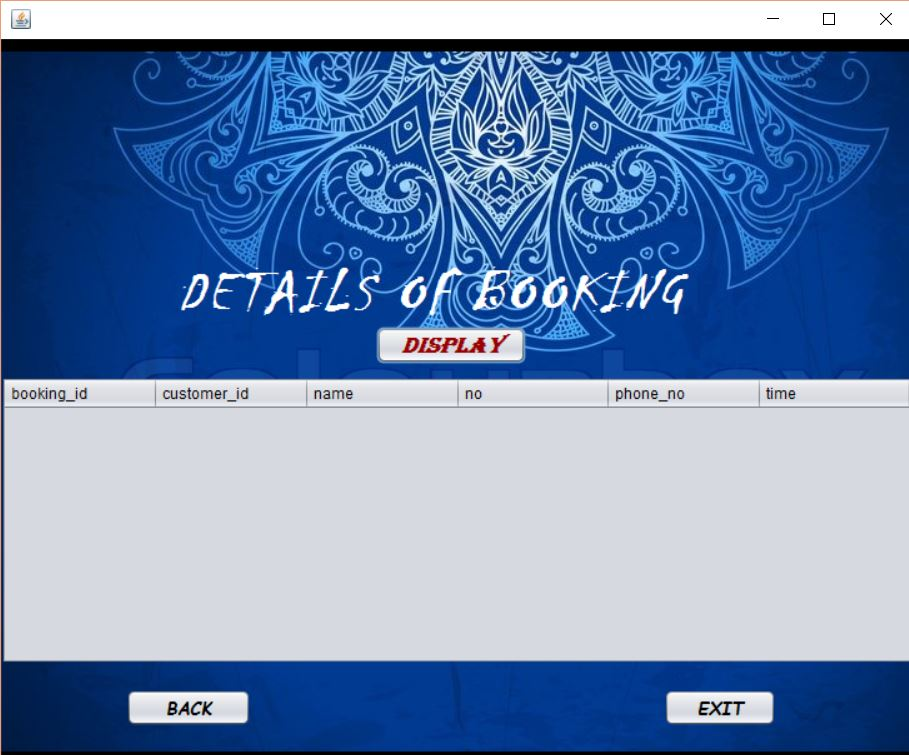 DETAILS OF BOOKING
DISPLAY
booking_id customer_id name no phone_no time
BACK EXIT